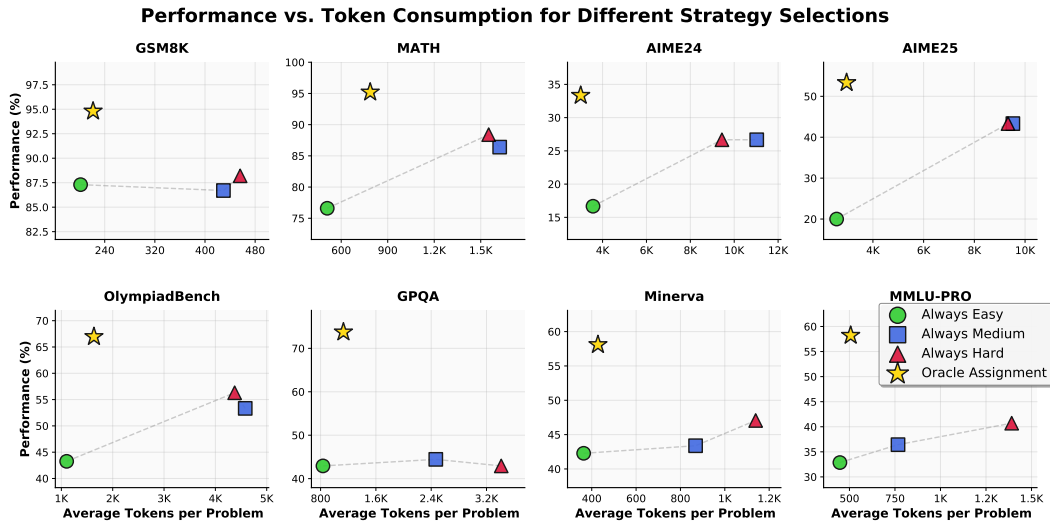 Performance vs. Token Consumption for Different Strategy Selections
GSM8K
MATH
AIME24
AIME25
Performance (%)
97.5
95.0
92.5
90.0
87.5
85.0
82.5
240 320 400 480
100
95
90
85
80
75
600 900 1.2K 1.5K
35
31
27
23
19
15
4K 6K 8K 10K 12K
50
40
30
20
4K 6K 8K 10K
OlympiadBench
GPQA
Minerva
MMLU-PRO
Performance (%)
70
65
60
55
50
45
40
1K 2K 3K 4K 5K
Average Tokens per Problem
70
60
50
40
800 1.6K 2.4K 3.2K
Average Tokens per Problem
60
55
50
45
40
400 600 800 1K 1.2K
Average Tokens per Problem
60
55
50
45
40
35
30
500 750 1K 1.2K 1.5K
Average Tokens per Problem
Always Easy
Always Medium
Always Hard
Oracle Assignment